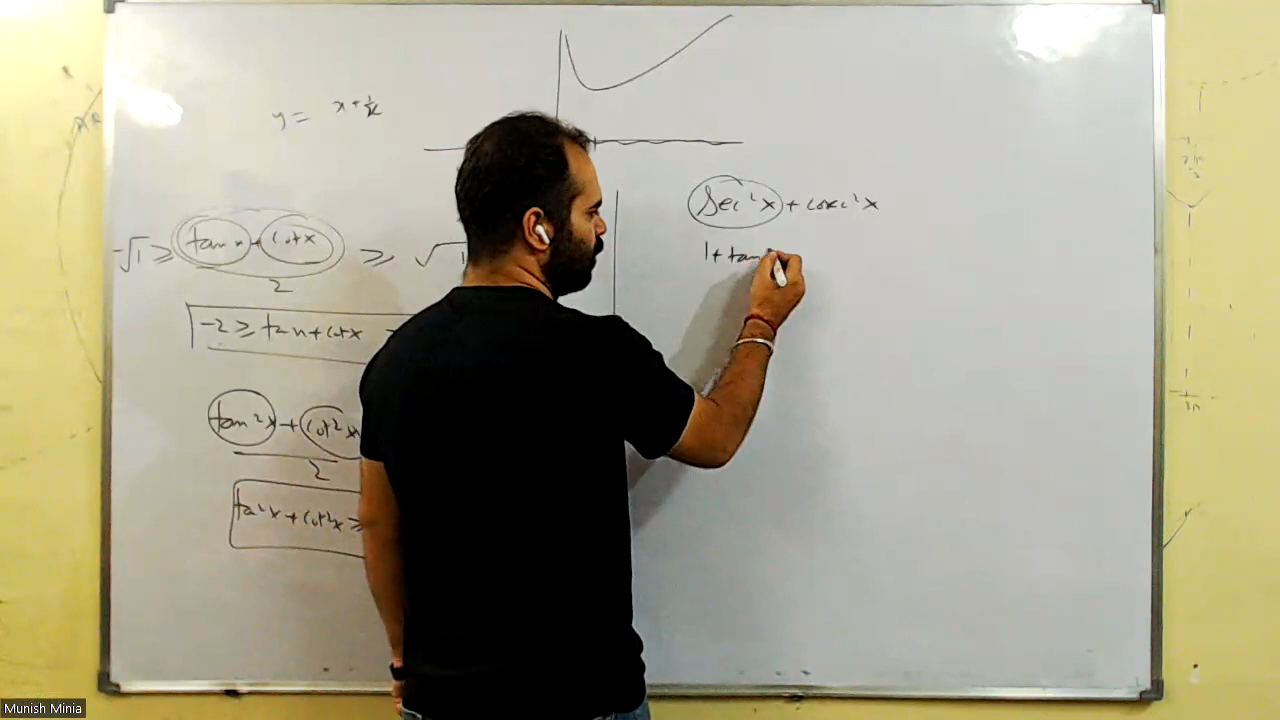 y = x + 1/x
-√1 ≥ tan x + cot x / 2 ≥ √1
-2 ≥ tan x + cot x
tan²x + cot²x / 2
tan²x + cot²x ≥
sec²x + cosec²x
1 + tan
Munish Minia